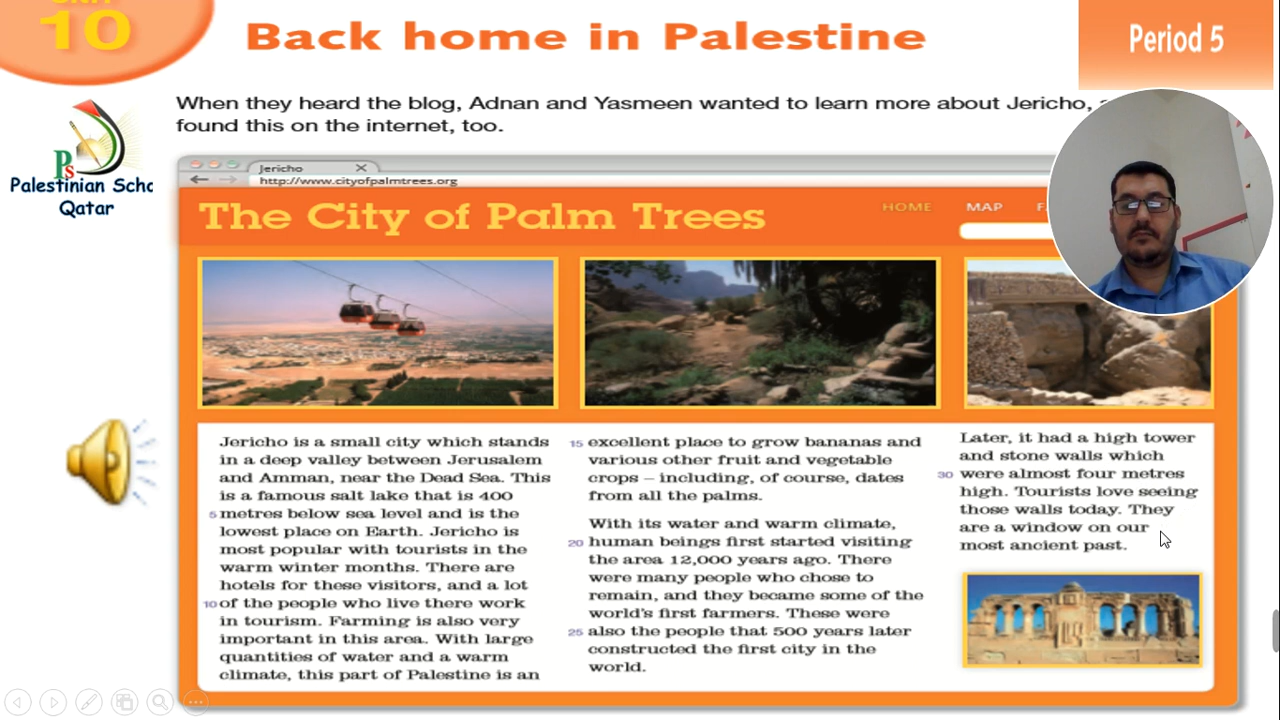 10
Back home in Palestine
Period 5
When they heard the blog, Adnan and Yasmeen wanted to learn more about Jericho,
found this on the internet, too.
Ps
Palestinian
Qatar
Jericho
http://www.cityofpalmtrees.org
The City of Palm Trees
HOME MAP
Jericho is a small city which stands
in a deep valley between Jerusalem
and Amman, near the Dead Sea. This
is a famous salt lake that is 400
5 metres below sea level and is the
lowest place on Earth. Jericho is
most popular with tourists in the
warm winter months. There are
hotels for these visitors, and a lot
10 of the people who live there work
in tourism. Farming is also very
important in this area. With large
quantities of water and a warm
climate, this part of Palestine is an
15 excellent place to grow bananas and
various other fruit and vegetable
crops – including, of course, dates
from all the palms.
With its water and warm climate,
20 human beings first started visiting
the area 12,000 years ago. There
were many people who chose to
remain, and they became some of the
world's first farmers. These were
25 also the people that 500 years later
constructed the first city in the
world.
Later, it had a high tower
and stone walls which
30 were almost four metres
high. Tourists love seeing
those walls today. They
are a window on our
most ancient past.